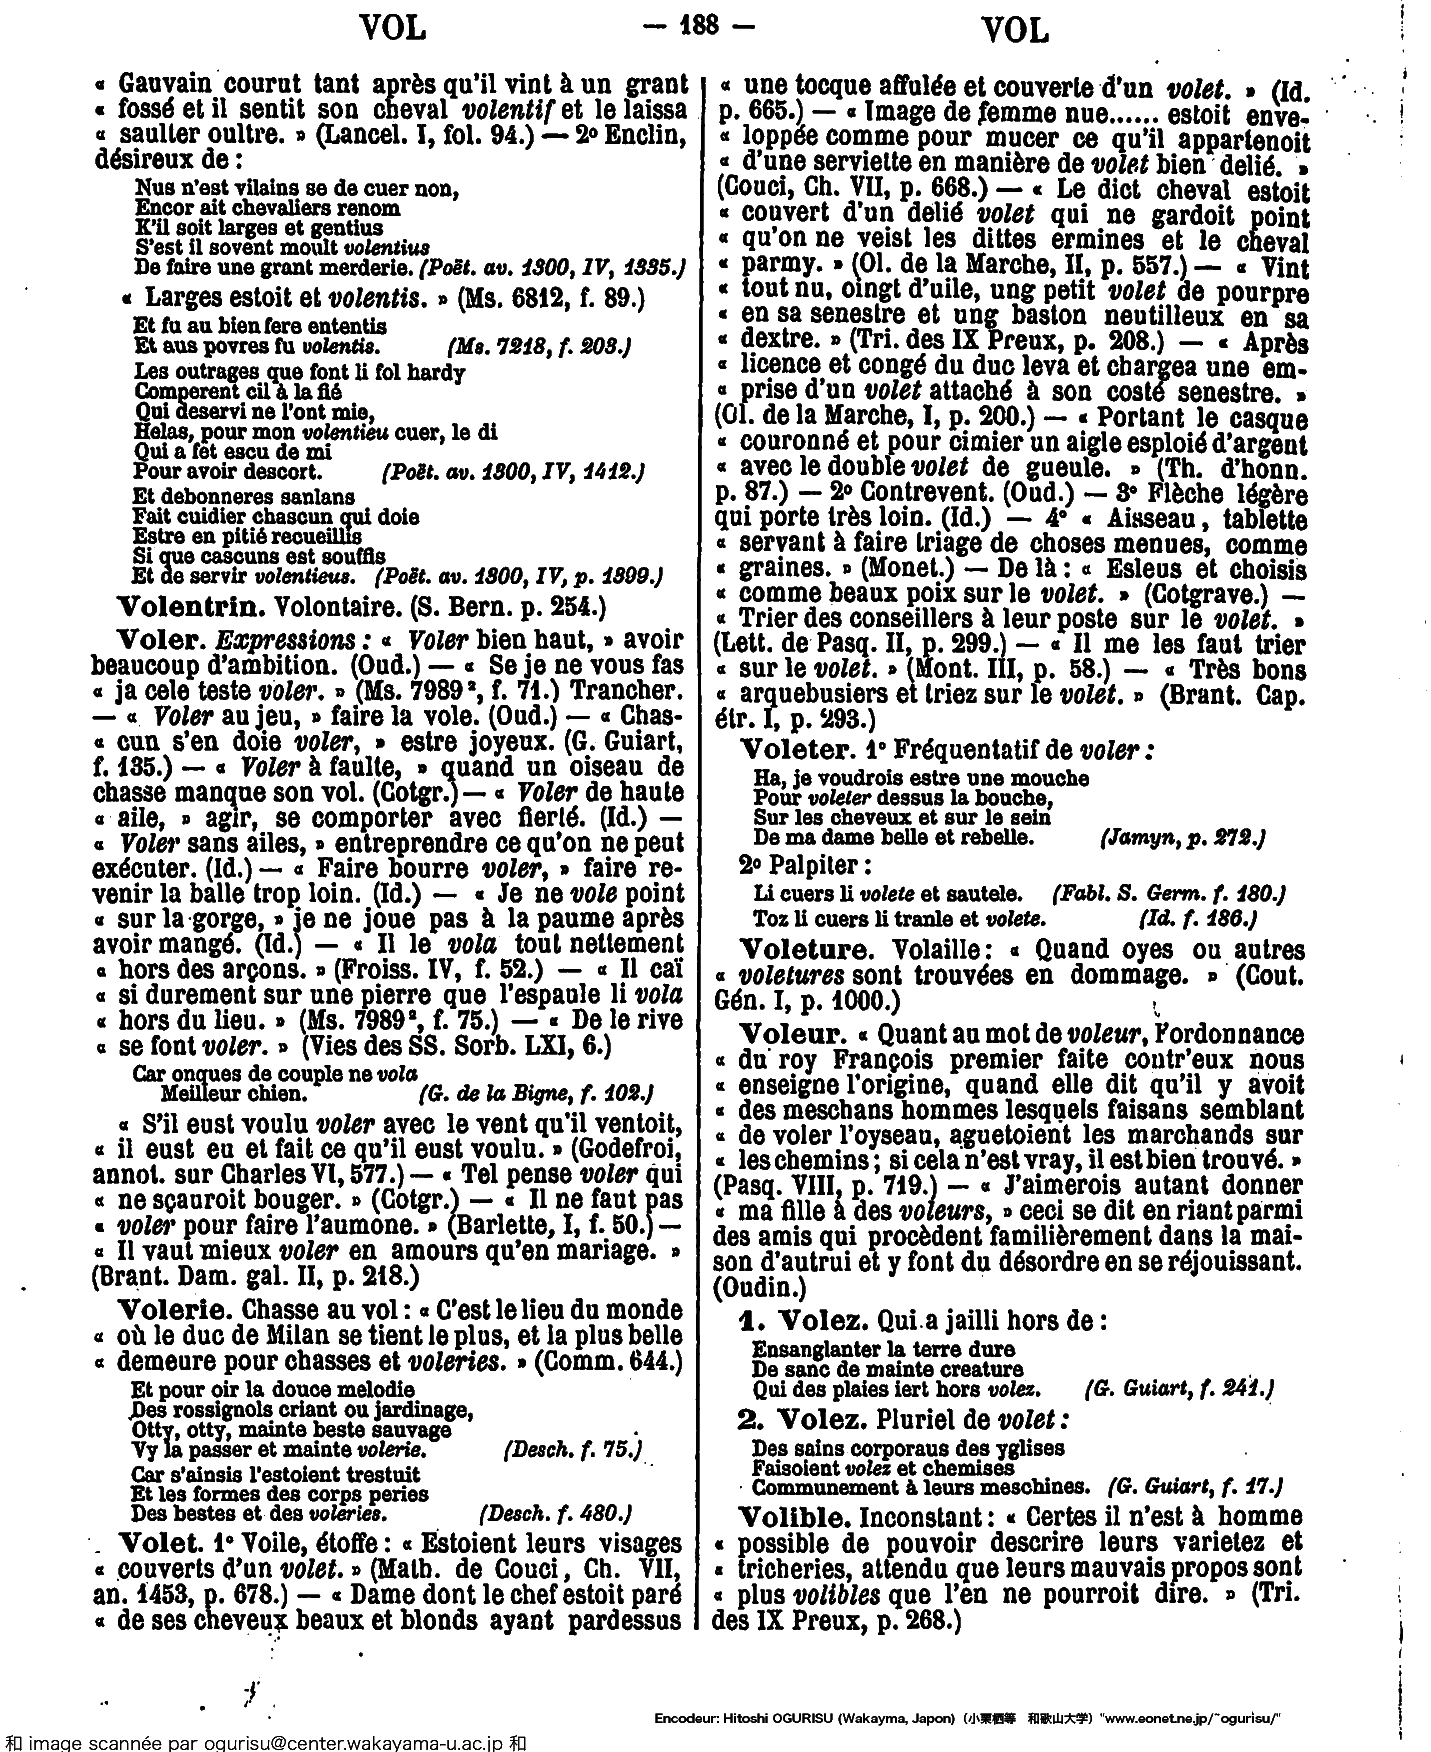 VOL
— 188 —
VOL
« Gauvain courut tant après qu'il vint à un grant
« fossé et il sentit son cheval volentif et le laissa
« saulter oultre. » (Lancel. I, fol. 94.) — 2º Enclin,
désireux de :
Nus n'est vilains se de cuer non,
Encor ait chevaliers renom
K'il soit larges et gentius
S'est il sovent moult volentius
De faire une grant merderie. (Poët. av. 1300, IV, 1335.)
« Larges estoit et volentis. » (Ms. 6812, f. 89.)
Et fu au bien fere ententis
Et aus povres fu volentis. (Ms. 7218, f. 203.)
Les outrages que font li fol hardy
Comperent cil à la fié
Qui deservi ne l'ont mie,
Helas, pour mon volentieu cuer, le di
Qui a fet escu de mi
Pour avoir descort. (Poët. av. 1300, IV, 1412.)
Et debonneres sanlans
Fait cuidier chascun qui doie
Estre en pitié recueillis
Si que cascuns est souffis
Et de servir volentieus. (Poët. av. 1300, IV, p. 1399.)
Volentrin. Volontaire. (S. Bern. p. 254.)
Voler. Expressions : « Voler bien haut, » avoir
beaucoup d'ambition. (Oud.) — « Se je ne vous fas
« ja cele teste voler. » (Ms. 7989², f. 71.) Trancher.
— « Voler au jeu, » faire la vole. (Oud.) — « Chas-
« cun s'en doie voler, » estre joyeux. (G. Guiart,
f. 135.) — « Voler à faulte, » quand un oiseau de
chasse manque son vol. (Cotgr.) — « Voler de haute
« aile, » agir, se comporter avec fierté. (Id.) —
« Voler sans ailes, » entreprendre ce qu'on ne peut
exécuter. (Id.) — « Faire bourre voler, » faire re-
venir la balle trop loin. (Id.) — « Je ne vole point
« sur la gorge, » je ne joue pas à la paume après
avoir mangé. (Id.) — « Il le vola tout nettement
« hors des arçons. » (Froiss. IV, f. 52.) — « Il caï
« si durement sur une pierre que l'espaule li vola
« hors du lieu. » (Ms. 7989², f. 75.) — « De le rive
« se font voler. » (Vies des SS. Sorb. LXI, 6.)
Car onques de couple ne vola
Meilleur chien. (G. de la Bigne, f. 102.)
« S'il eust voulu voler avec le vent qu'il ventoit,
« il eust eu et fait ce qu'il eust voulu. » (Godefroi,
annot. sur Charles VI, 577.) — « Tel pense voler qui
« ne sçauroit bouger. » (Cotgr.) — « Il ne faut pas
« voler pour faire l'aumone. » (Barlette, I, f. 50.) —
« Il vaut mieux voler en amours qu'en mariage. »
(Brant. Dam. gal. II, p. 218.)
Volerie. Chasse au vol : « C'est le lieu du monde
« où le duc de Milan se tient le plus, et la plus belle
« demeure pour chasses et voleries. » (Comm. 644.)
Et pour oir la douce melodie
Des rossignols criant ou jardinage,
Otty, otty, mainte beste sauvage
Vy la passer et mainte volerie. (Desch. f. 75.)
Car s'ainsis l'estoient trestuit
Et les formes des corps peries
Des bestes et des voleries. (Desch. f. 480.)
Volet. 1º Voile, étoffe : « Estoient leurs visages
« couverts d'un volet. » (Math. de Couci, Ch. VII,
an. 1453, p. 678.) — « Dame dont le chef estoit paré
« de ses cheveux beaux et blonds ayant pardessus
« une tocque affulée et couverte d'un volet. » (Id.
p. 665.) — « Image de femme nue...... estoit enve-
« loppée comme pour mucer ce qu'il appartenoit
« d'une serviette en manière de volet bien delié. »
(Couci, Ch. VII, p. 668.) — « Le dict cheval estoit
« couvert d'un delié volet qui ne gardoit point
« qu'on ne veist les dittes ermines et le cheval
« parmy. » (Ol. de la Marche, II, p. 557.) — « Vint
« tout nu, oingt d'uile, ung petit volet de pourpre
« en sa senestre et ung baston neutilleux en sa
« dextre. » (Tri. des IX Preux, p. 208.) — « Après
« licence et congé du duc leva et chargea une em-
« prise d'un volet attaché à son costé senestre. »
(Ol. de la Marche, I, p. 200.) — « Portant le casque
« couronné et pour cimier un aigle esploié d'argent
« avec le double volet de gueule. » (Th. d'honn.
p. 87.) — 2º Contrevent. (Oud.) — 3º Flèche légère
qui porte très loin. (Id.) — 4º « Aisseau, tablette
« servant à faire triage de choses menues, comme
« graines. » (Monet.) — De là : « Esleus et choisis
« comme beaux poix sur le volet. » (Cotgrave.) —
« Trier des conseillers à leur poste sur le volet. »
(Lett. de Pasq. II, p. 299.) — « Il me les faut trier
« sur le volet. » (Mont. III, p. 58.) — « Très bons
« arquebusiers et triez sur le volet. » (Brant. Cap.
étr. I, p. 293.)
Voleter. 1º Fréquentatif de voler :
Ha, je voudrois estre une mouche
Pour voleter dessus la bouche,
Sur les cheveux et sur le sein
De ma dame belle et rebelle. (Jamyn, p. 272.)
2º Palpiter :
Li cuers li volete et sautele. (Fabl. S. Germ. f. 180.)
Toz li cuers li tranle et volete. (Id. f. 186.)
Voleture. Volaille : « Quand oyes ou autres
« voletures sont trouvées en dommage. » (Cout.
Gén. I, p. 1000.)
Voleur. « Quant au mot de voleur, l'ordonnance
« du roy François premier faite contr'eux nous
« enseigne l'origine, quand elle dit qu'il y avoit
« des meschans hommes lesquels faisans semblant
« de voler l'oyseau, aguetoient les marchands sur
« les chemins ; si cela n'est vray, il est bien trouvé. »
(Pasq. VIII, p. 719.) — « J'aimerois autant donner
« ma fille à des voleurs, » ceci se dit en riant parmi
des amis qui procèdent familièrement dans la mai-
son d'autrui et y font du désordre en se réjouissant.
(Oudin.)
1. Volez. Qui a jailli hors de :
Ensanglanter la terre dure
De sanc de mainte creature
Qui des plaies iert hors volez. (G. Guiart, f. 241.)
2. Volez. Pluriel de volet :
Des sains corporaus des yglises
Faisoient volez et chemises
Communement à leurs meschines. (G. Guiart, f. 17.)
Volible. Inconstant : « Certes il n'est à homme
« possible de pouvoir descrire leurs varietez et
« tricheries, attendu que leurs mauvais propos sont
« plus volibles que l'en ne pourroit dire. » (Tri.
des IX Preux, p. 268.)
Encodeur: Hitoshi OGURISU (Wakayma, Japon) (小栗栖等 和歌山大学) "www.eonet.ne.jp/~ogurisu/"
和 image scannée par ogurisu@center.wakayama-u.ac.jp 和